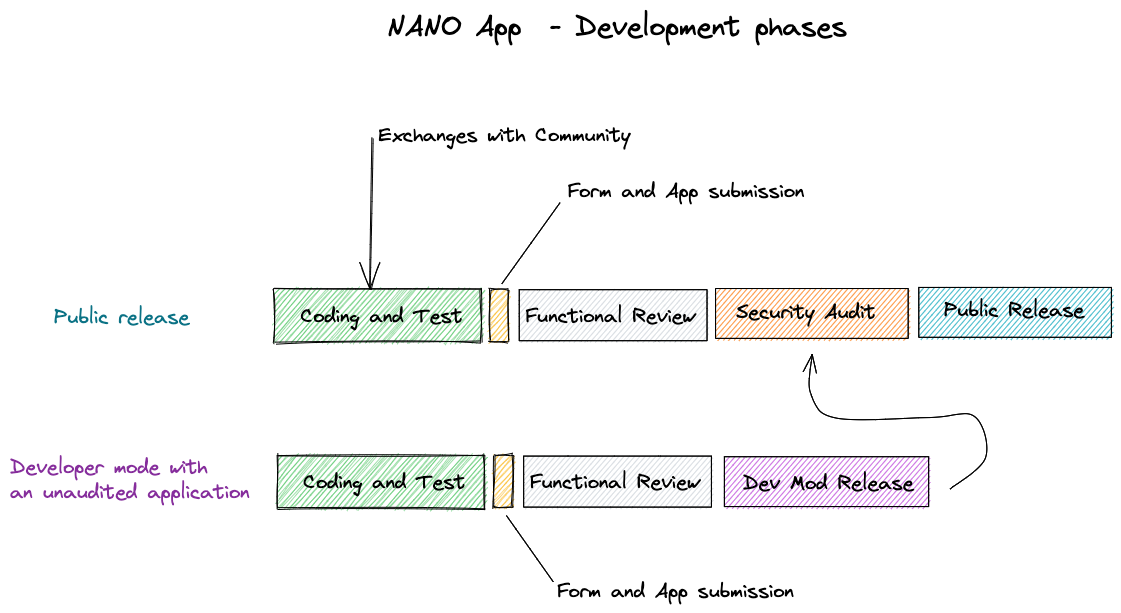 NANO App - Development phases
Exchanges with Community
Form and App submission
Public release
Coding and Test
Functional Review
Security Audit
Public Release
Developer mode with
an unaudited application
Coding and Test
Functional Review
Dev Mod Release
Form and App submission